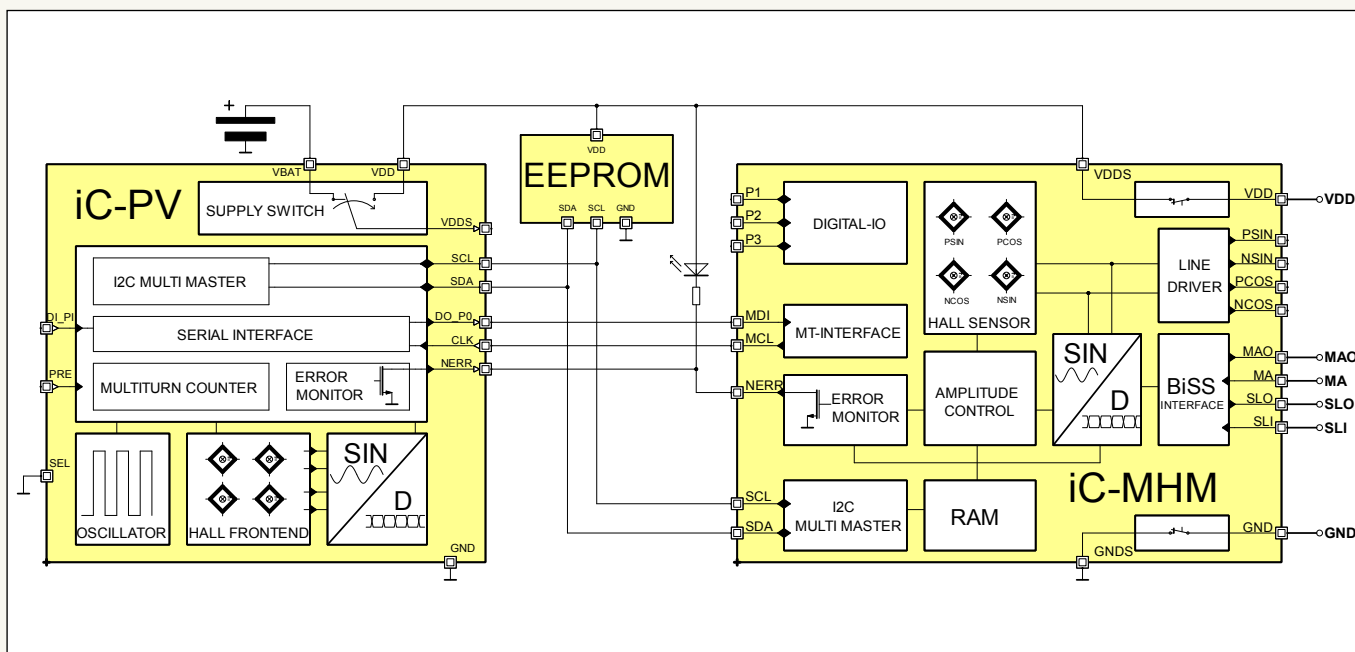 +
iC-PV
VBAT
VDD
SUPPLY SWITCH
VDDS
I2C MULTI MASTER
SCL
SDA
DI_PI
SERIAL INTERFACE
DO_P0
CLK
PRE
MULTITURN COUNTER
ERROR
MONITOR
NERR
SEL
OSCILLATOR
HALL FRONTEND
SIN
D
GND
VDD
EEPROM
SDA
SCL
GND
VDDS
VDD
VDD
P1
P2
P3
DIGITAL-IO
PSIN
PCOS
NCOS
NSIN
HALL SENSOR
LINE
DRIVER
PSIN
NSIN
PCOS
NCOS
MDI
MCL
MT-INTERFACE
NERR
ERROR
MONITOR
AMPLITUDE
CONTROL
SIN
D
BiSS
INTERFACE
MAO
MA
SLO
SLI
MAO
MA
SLO
SLI
iC-MHM
SCL
SDA
I2C
MULTI MASTER
RAM
GNDS
GND
GND